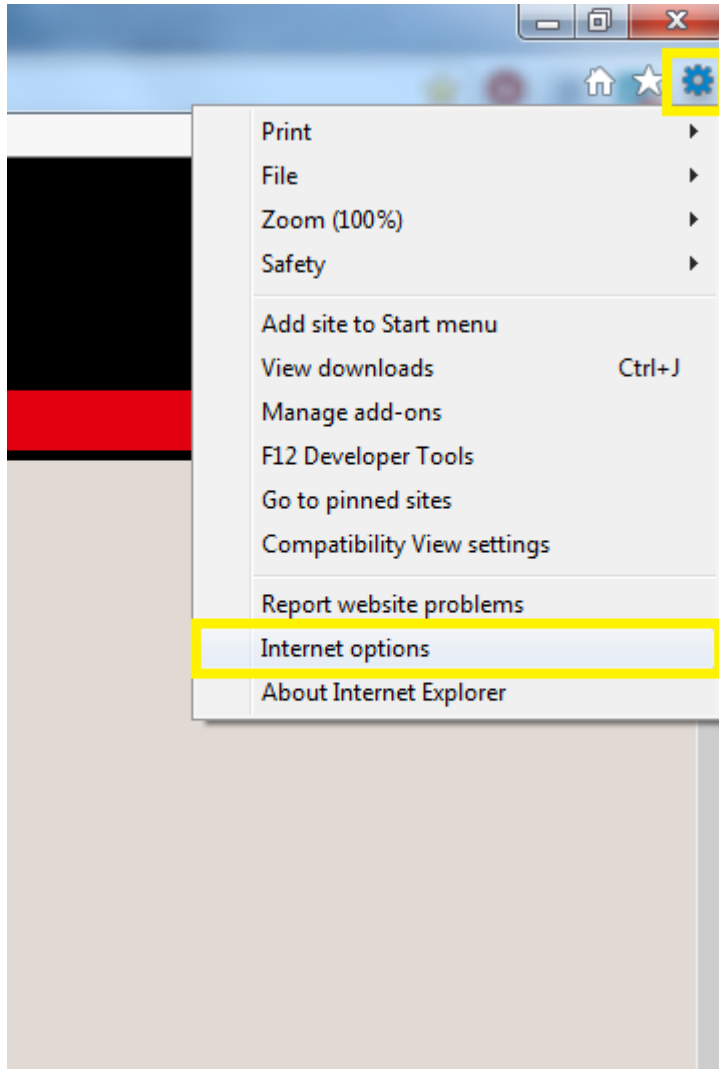 Print
File
Zoom (100%)
Safety
Add site to Start menu
View downloads Ctrl+J
Manage add-ons
F12 Developer Tools
Go to pinned sites
Compatibility View settings
Report website problems
Internet options
About Internet Explorer